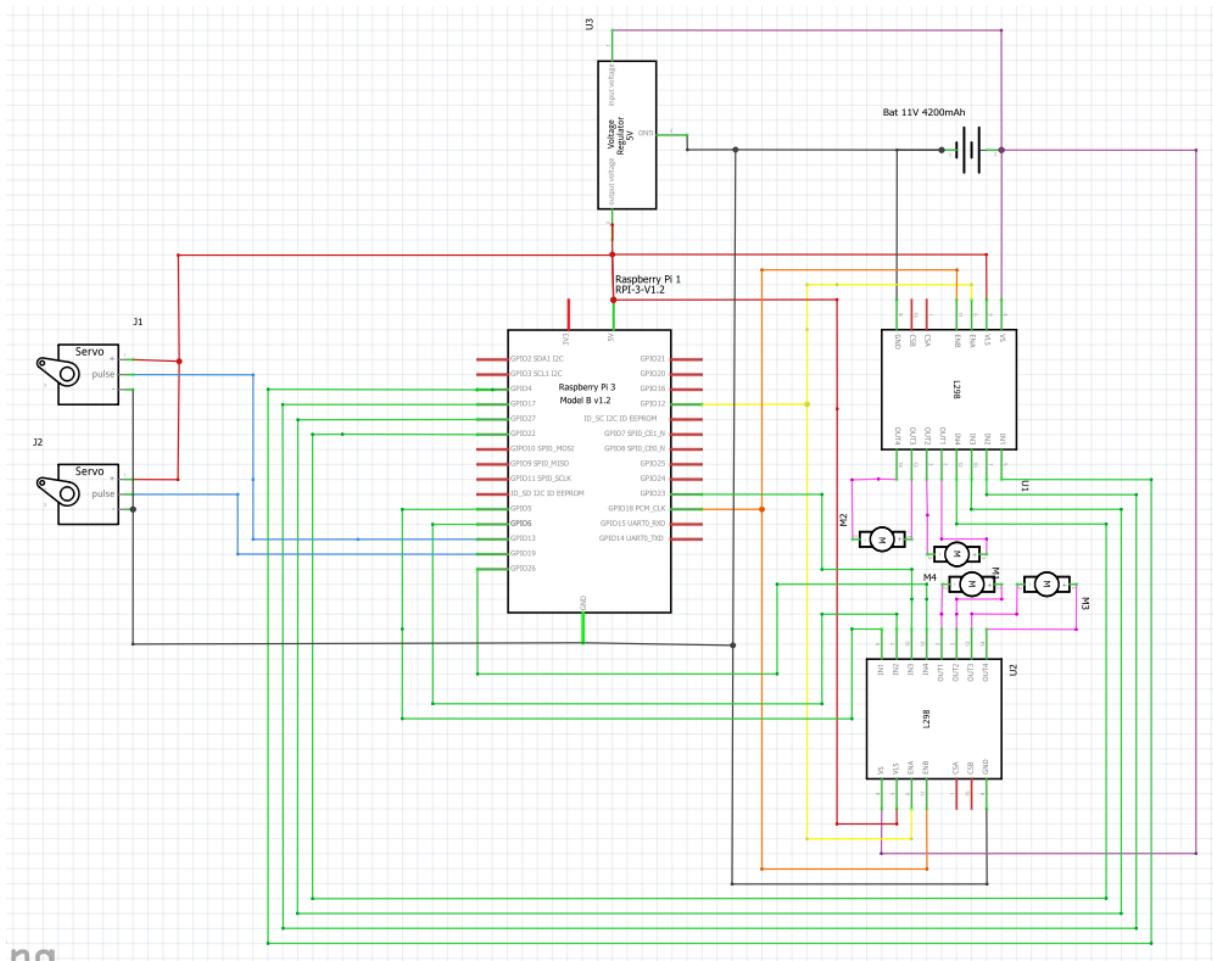 U3
Input voltage
Voltage
Regulator
5V
GND
output voltage
Bat 11V 4200mAh
Raspberry Pi 1
RPI-3-V1.2
J1
Servo
+
pulse
-
J2
Servo
+
pulse
-
3V3
5V
Raspberry Pi 3
Model B v1.2
GPIO2 SDA1 I2C
GPIO3 SCL1 I2C
GPIO4
GPIO17
GPIO27
GPIO22
GIPO10 SPI0_MOSI
GPIO9 SPI0_MISO
GPIO11 SPI0_SCLK
ID_SD I2C ID EEPROM
GPIO5
GPIO6
GPIO13
GPIO19
GPIO26
GPIO21
GPIO20
GPIO16
GPIO12
ID_SC I2C ID EEPROM
GPIO7 SPI0_CE1_N
GPIO8 SPI0_CE0_N
GPIO25
GPIO24
GPIO23
GPIO18 PCM_CLK
GPIO15 UART0_RXD
GPIO14 UART0_TXD
GND
GND
CSB
CSA
ENB
ENA
VLS
VS
L298
OUT4
OUT3
OUT2
OUT1
IN4
IN3
IN2
IN1
U1
M2
M
M
M1
M4
M
M
M3
IN1
IN2
IN3
IN4
OUT1
OUT2
OUT3
OUT4
U2
L298
VS
VLS
ENA
ENB
CSA
CSB
GND
ng